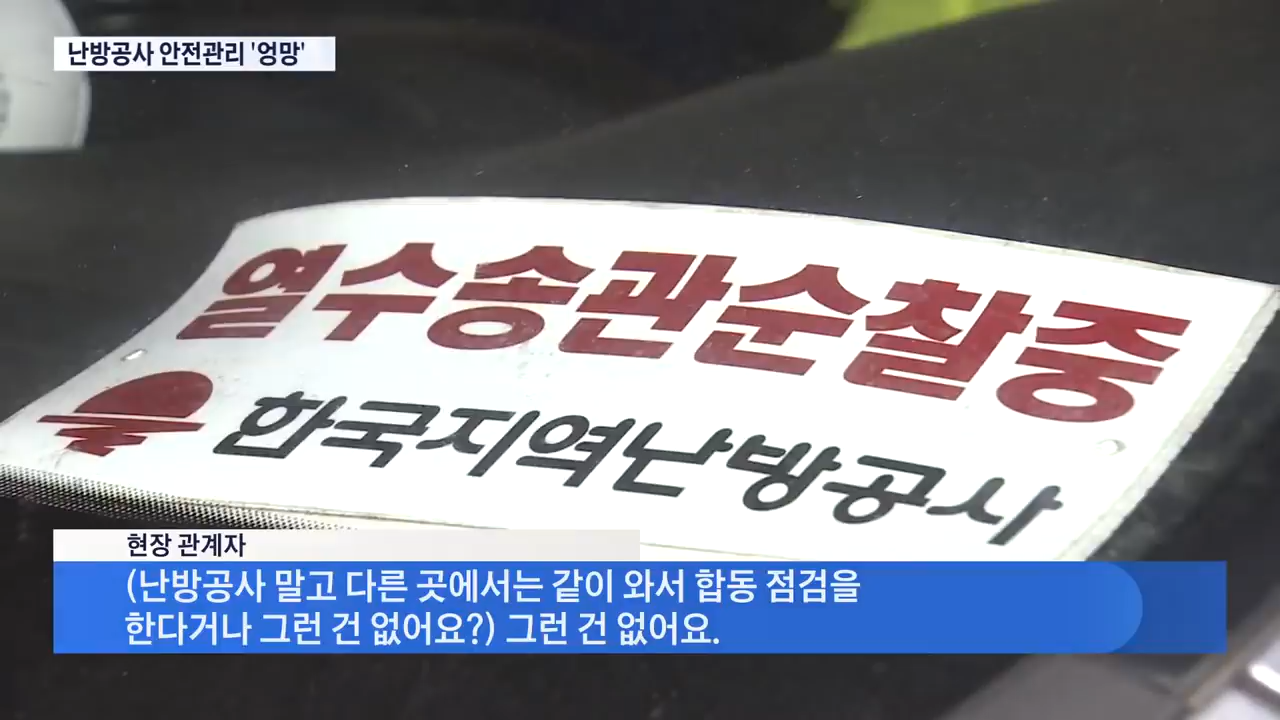 난방공사 안전관리 '엉망'
열수송관순찰중
한국지역난방공사
현장 관계자
(난방공사 말고 다른 곳에서는 같이 와서 합동 점검을
한다거나 그런 건 없어요?) 그런 건 없어요.